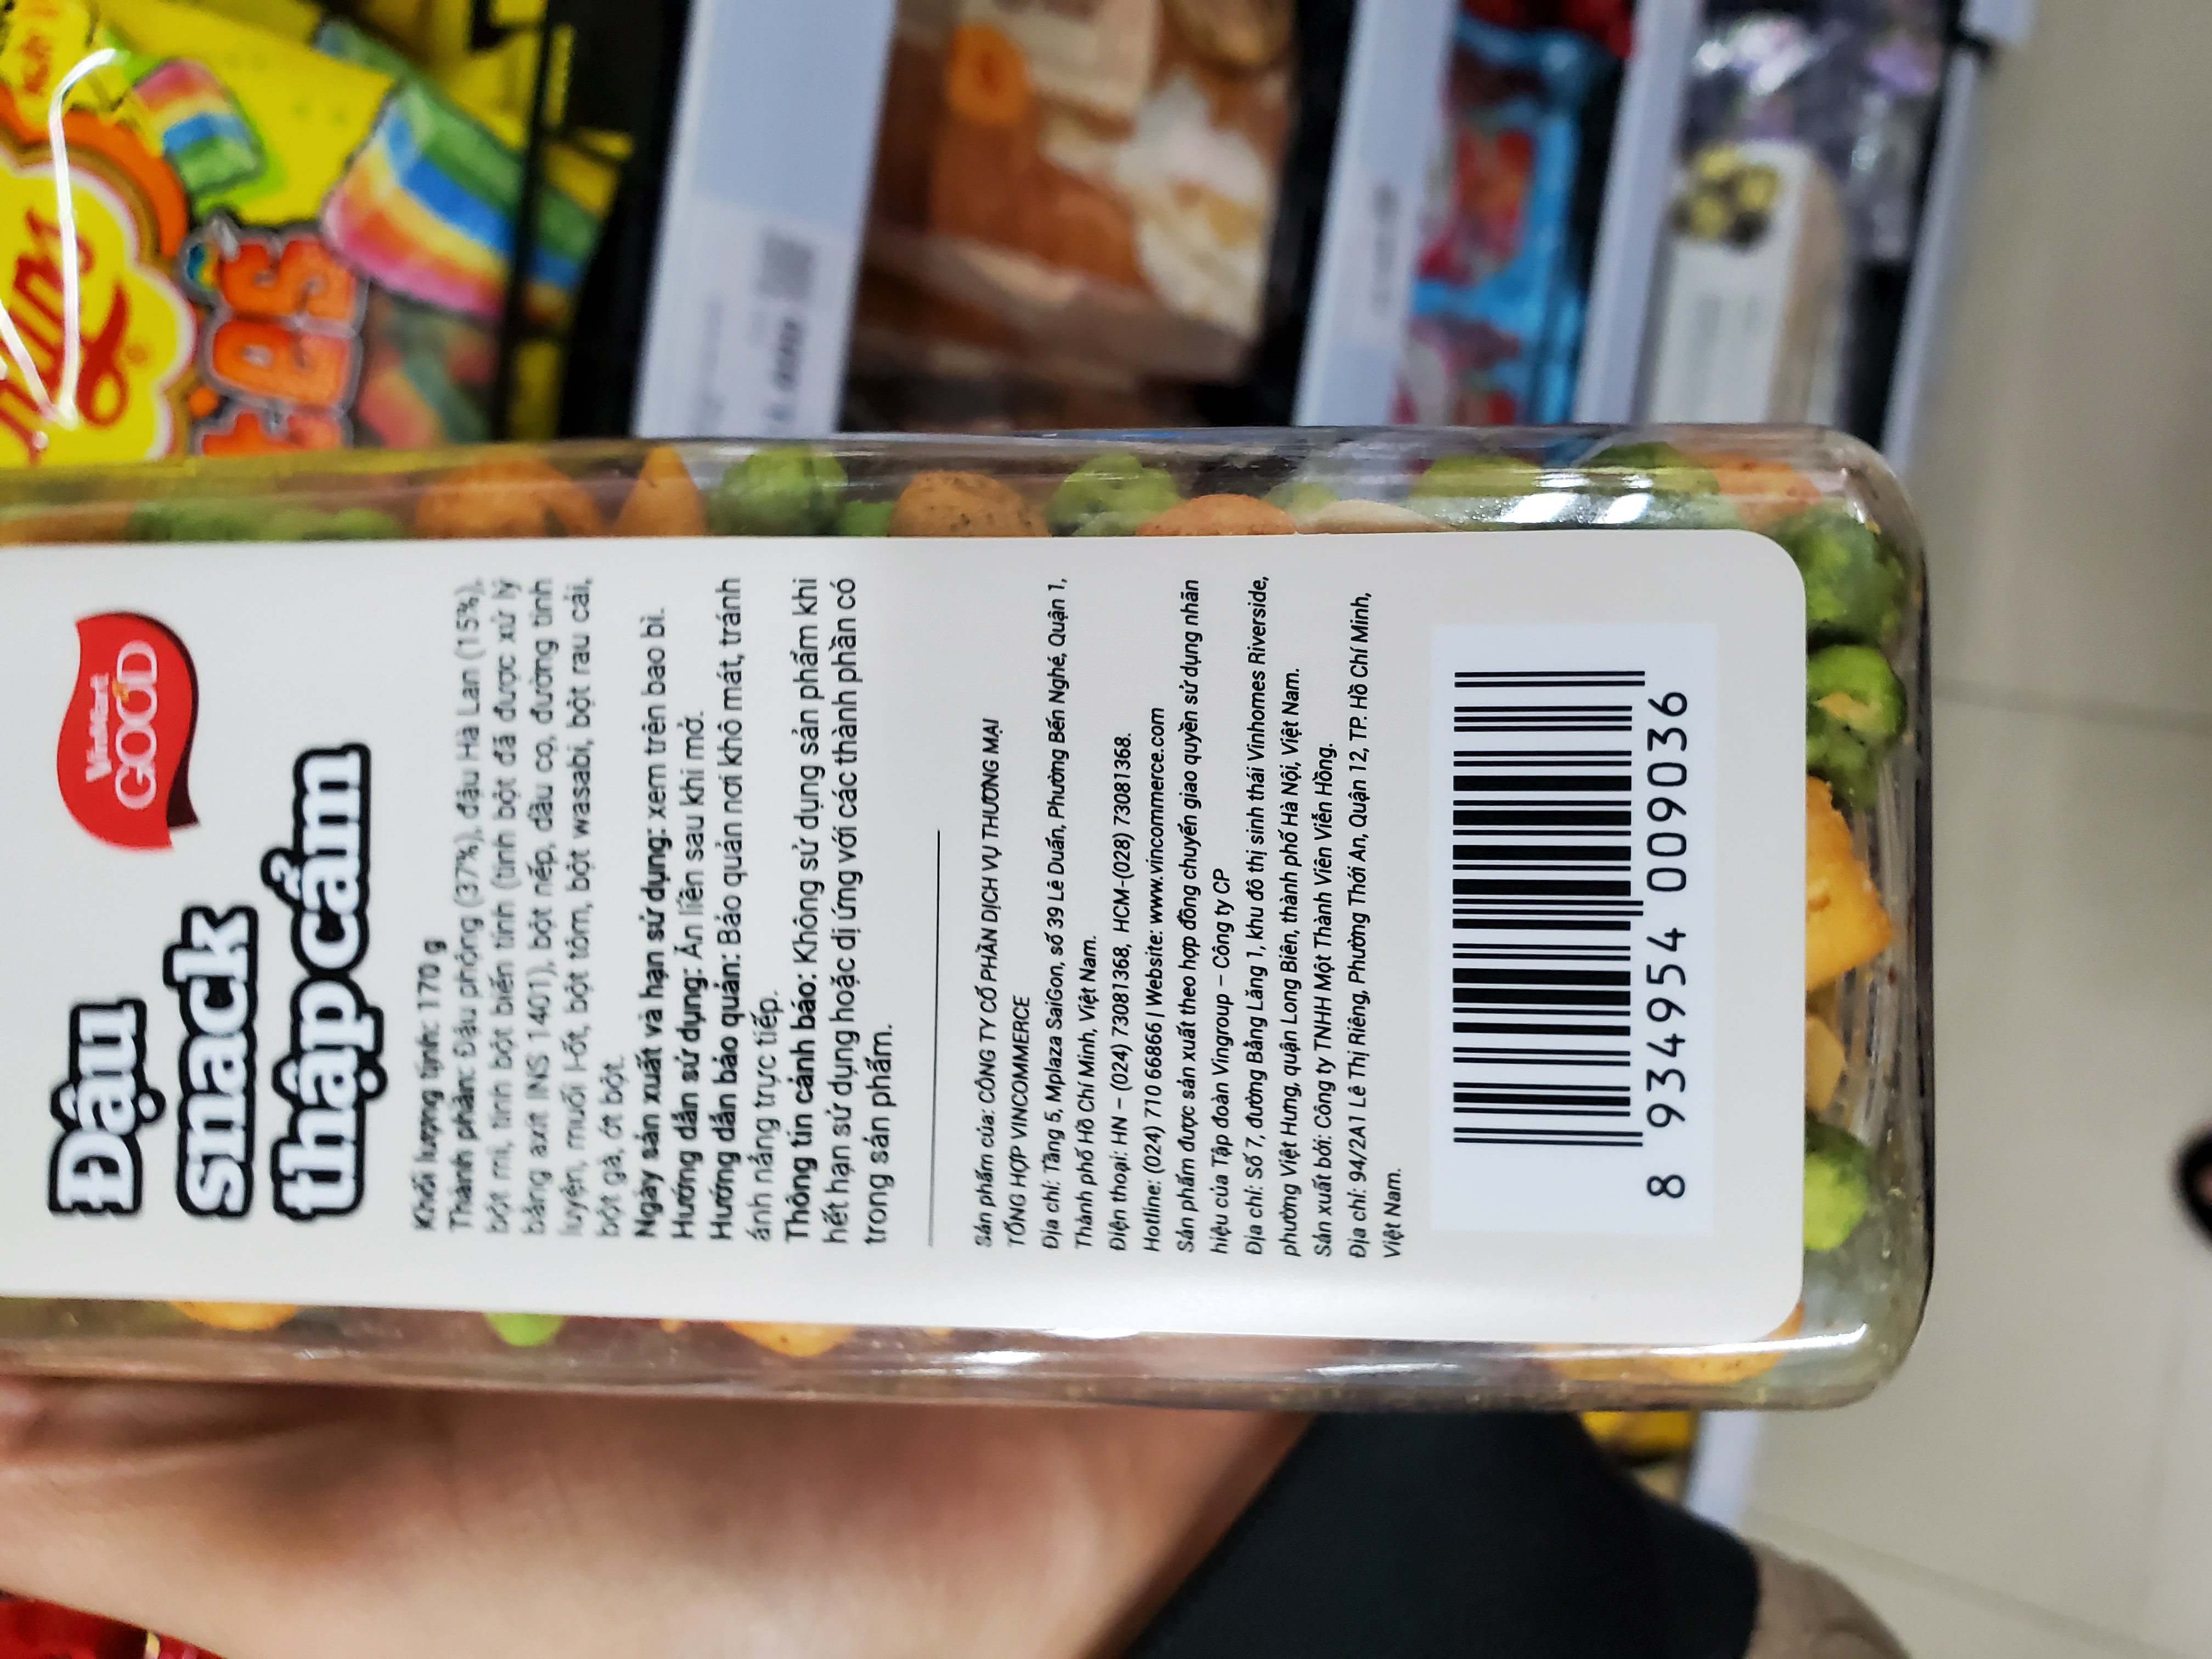 Đậu
snack
thập cẩm
VinMart
GOOD
Khối lượng tịnh: 170 g
Thành phần: Đậu phộng (37%), đậu Hà Lan (15%),
bột mì, tinh bột biến tính (tinh bột đã được xử lý
bằng axit INS 1401), bột nếp, dầu cọ, đường tinh
luyện, muối I-ốt, bột tôm, bột wasabi, bột rau cải,
bột gà, ớt bột.
Ngày sản xuất và hạn sử dụng: xem trên bao bì.
Hướng dẫn sử dụng: Ăn liền sau khi mở.
Hướng dẫn bảo quản: Bảo quản nơi khô mát, tránh
ánh nắng trực tiếp.
Thông tin cảnh báo: Không sử dụng sản phẩm khi
hết hạn sử dụng hoặc dị ứng với các thành phần có
trong sản phẩm.
Sản phẩm của: CÔNG TY CỔ PHẦN DỊCH VỤ THƯƠNG MẠI
TỔNG HỢP VINCOMMERCE
Địa chỉ: Tầng 5, Mplaza SaiGon, số 39 Lê Duẩn, Phường Bến Nghé, Quận 1,
Thành phố Hồ Chí Minh, Việt Nam.
Điện thoại: HN – (024) 73081368, HCM-(028) 73081368.
Hotline: (024) 710 66866 | Website: www.vincommerce.com
Sản phẩm được sản xuất theo hợp đồng chuyển giao quyền sử dụng nhãn
hiệu của Tập đoàn Vingroup – Công ty CP
Địa chỉ: Số 7, đường Bằng Lăng 1, khu đô thị sinh thái Vinhomes Riverside,
phường Việt Hưng, quận Long Biên, thành phố Hà Nội, Việt Nam.
Sản xuất bởi: Công ty TNHH Một Thành Viên Viễn Hồng.
Địa chỉ: 94/2A1 Lê Thị Riêng, Phường Thới An, Quận 12, TP. Hồ Chí Minh,
Việt Nam.
8 934954 009036